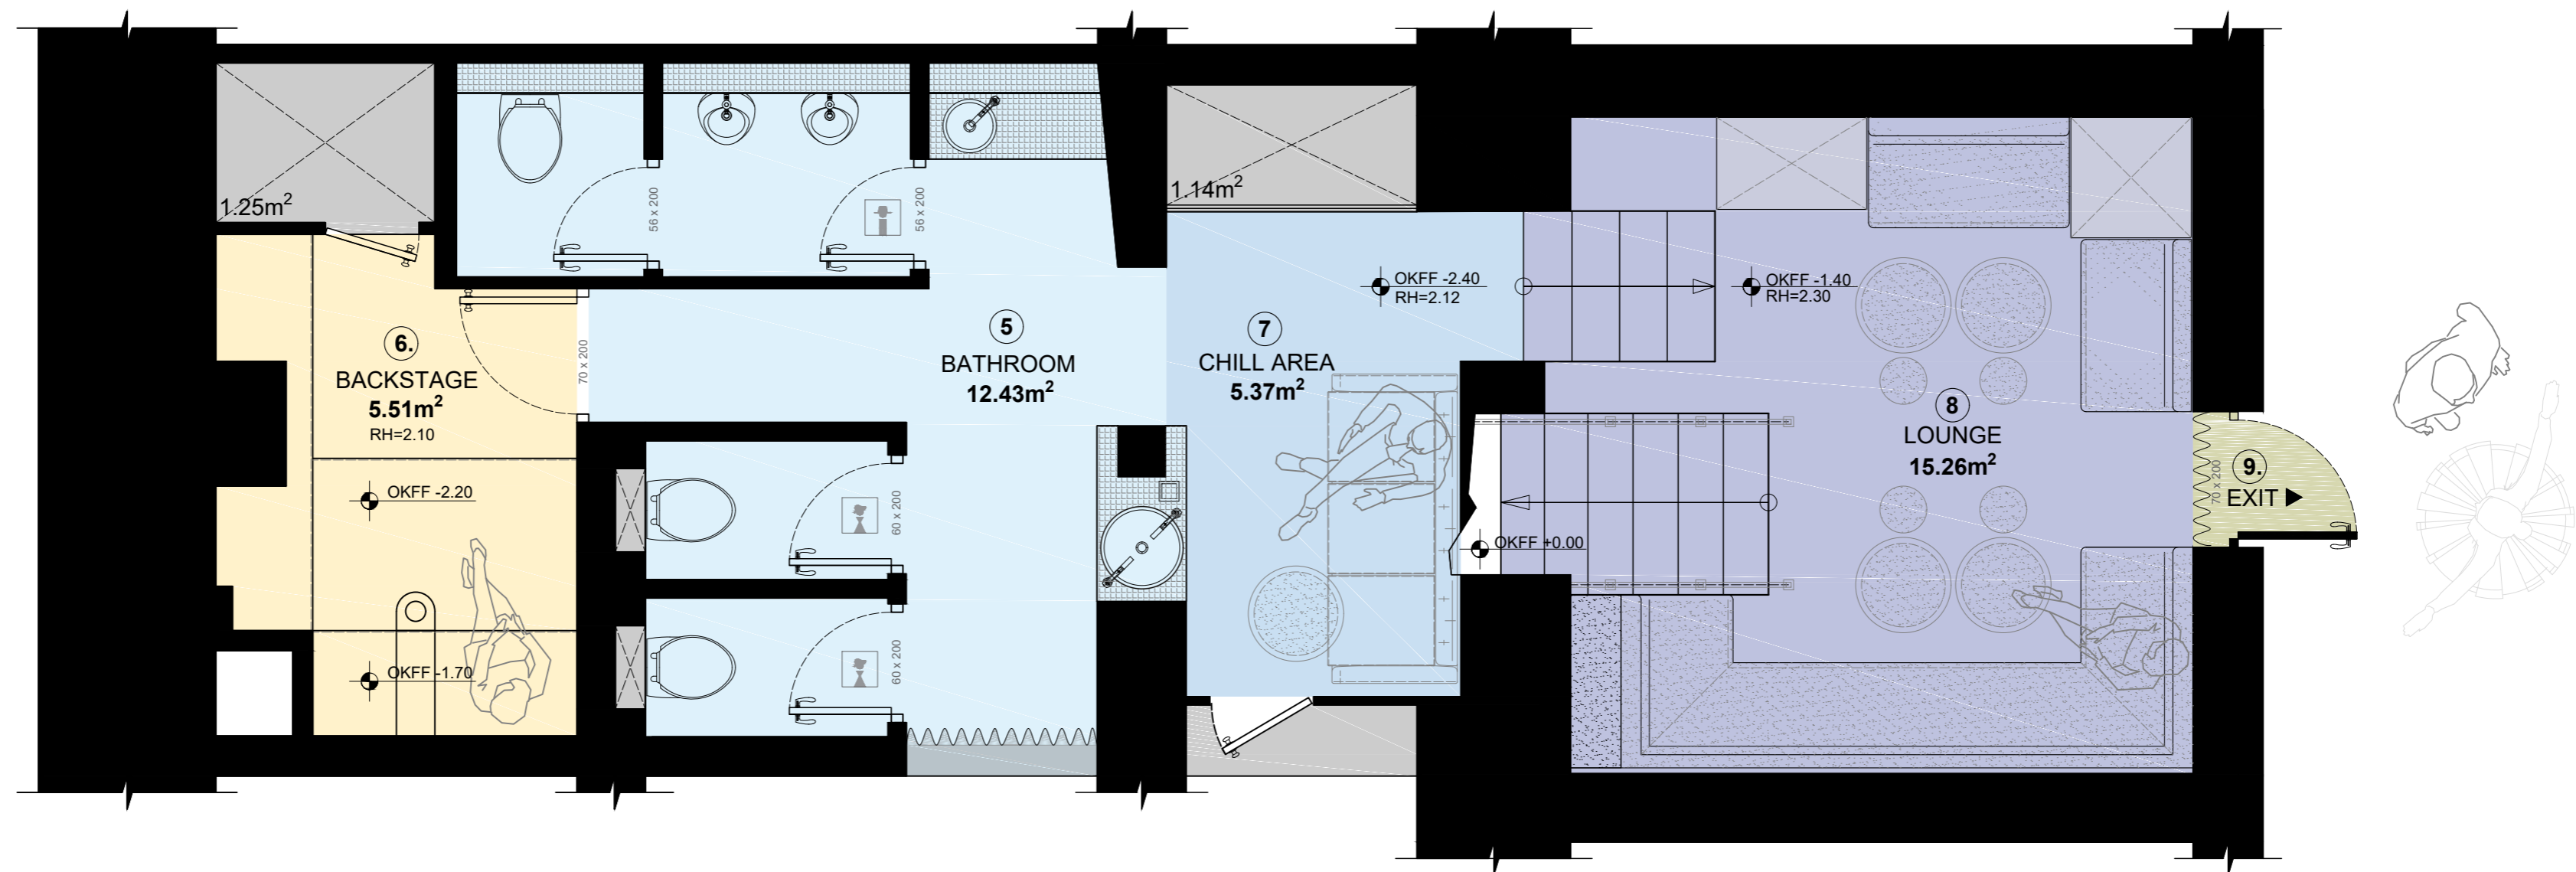 1.25m²
56 x 200
56 x 200
1.14m²
OKFF -2.40
RH=2.12
OKFF -1.40
RH=2.30
6.
BACKSTAGE
5.51m²
RH=2.10
70 x 200
5
BATHROOM
12.43m²
7
CHILL AREA
5.37m²
8
LOUNGE
15.26m²
9.
EXIT
70 x 200
OKFF -2.20
60 x 200
OKFF +0.00
OKFF -1.70
60 x 200